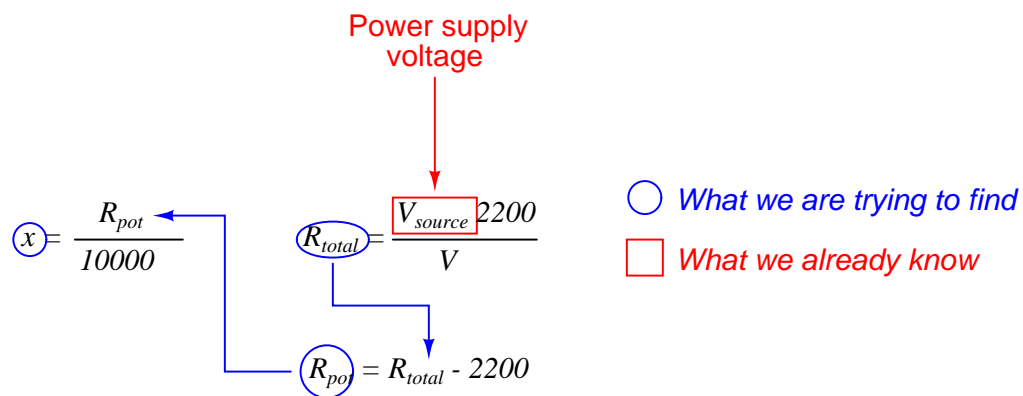 Power supply
voltage
x = R_pot / 10000
R_total = V_source 2200 / V
What we are trying to find
What we already know
R_pot = R_total - 2200